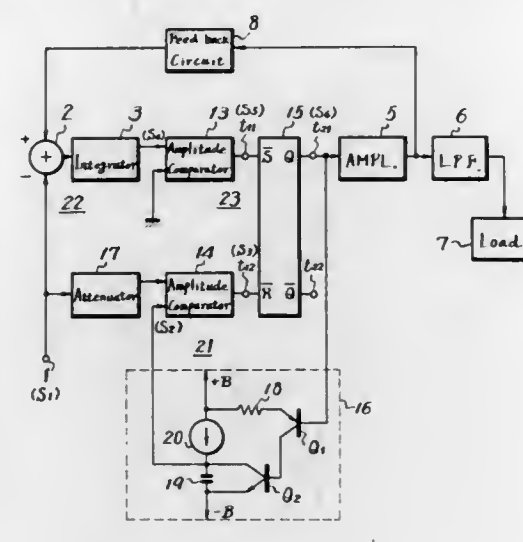 8
Feed back
Circuit
2
3
(S4)
13
(S5)
t11
15
(S6)
t21
5
6
+
+
-
Integrator
Amplitude
Comparator
S̅ Q
AMPL.
L.P.F.
22
23
7
Load
17
14
(S3)
t12
Attenuator
Amplitude
Comparator
R̅ Q̅
t22
(S2)
1
(S1)
21
+B
18
16
20
Q1
19
Q2
-B